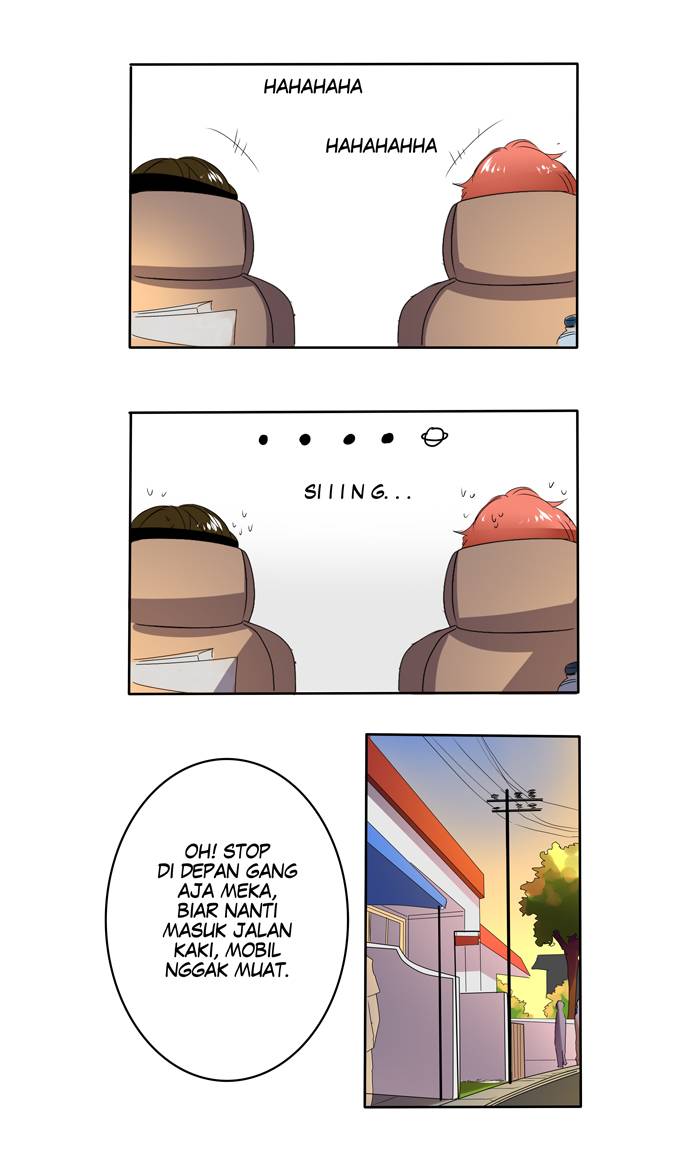 HAHAHAHA
HAHAHAHHA
SIIING...
OH! STOP
DI DEPAN GANG
AJA MEKA,
BIAR NANTI
MASUK JALAN
KAKI, MOBIL
NGGAK MUAT.